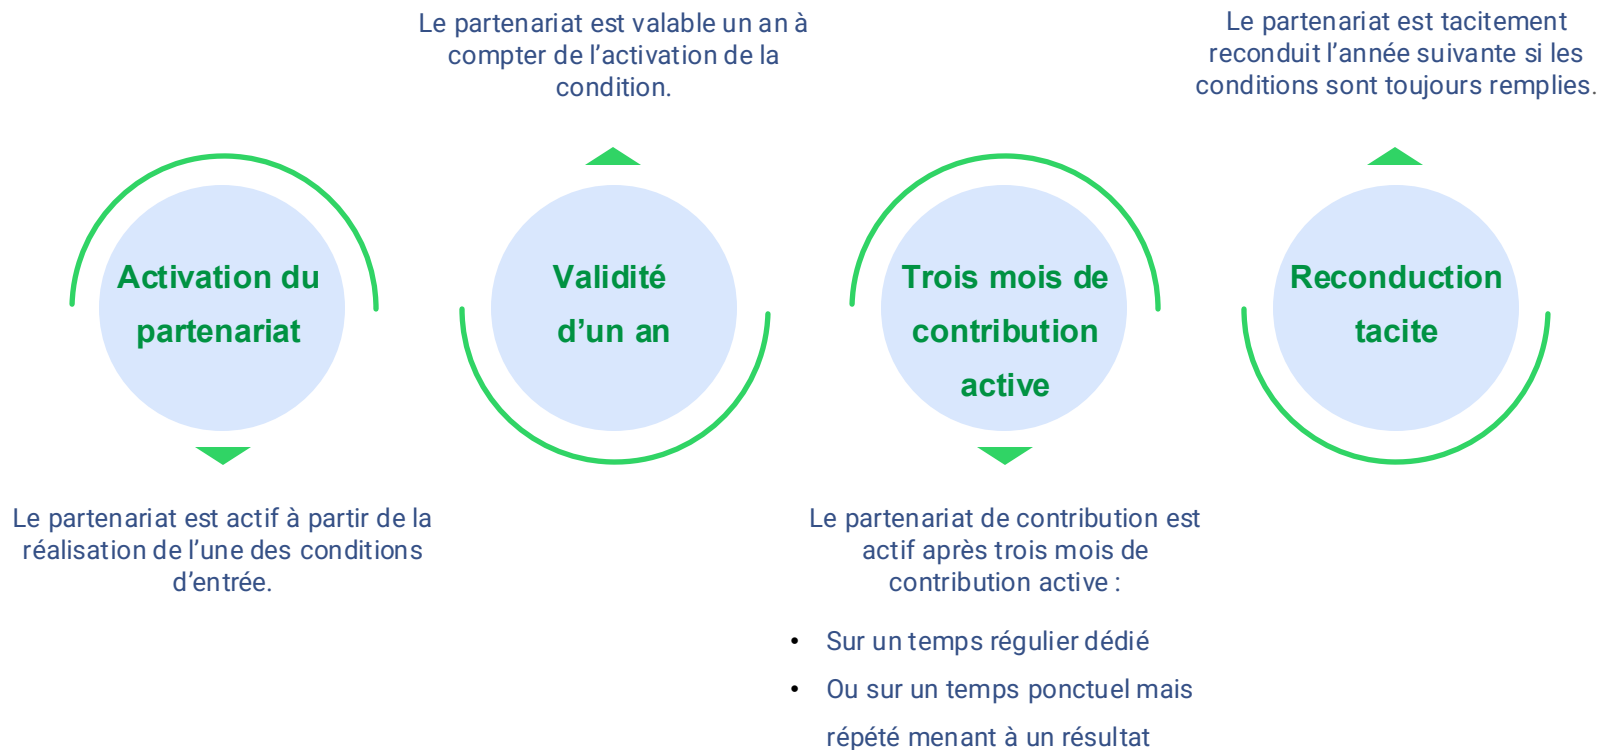 Activation du
partenariat
Le partenariat est actif à partir de la
réalisation de l’une des conditions
d’entrée.
Le partenariat est valable un an à
compter de l’activation de la
condition.
Validité
d’un an
Trois mois de
contribution
active
Le partenariat de contribution est
actif après trois mois de
contribution active :
• Sur un temps régulier dédié
• Ou sur un temps ponctuel mais
répété menant à un résultat
Le partenariat est tacitement
reconduit l’année suivante si les
conditions sont toujours remplies.
Reconduction
tacite